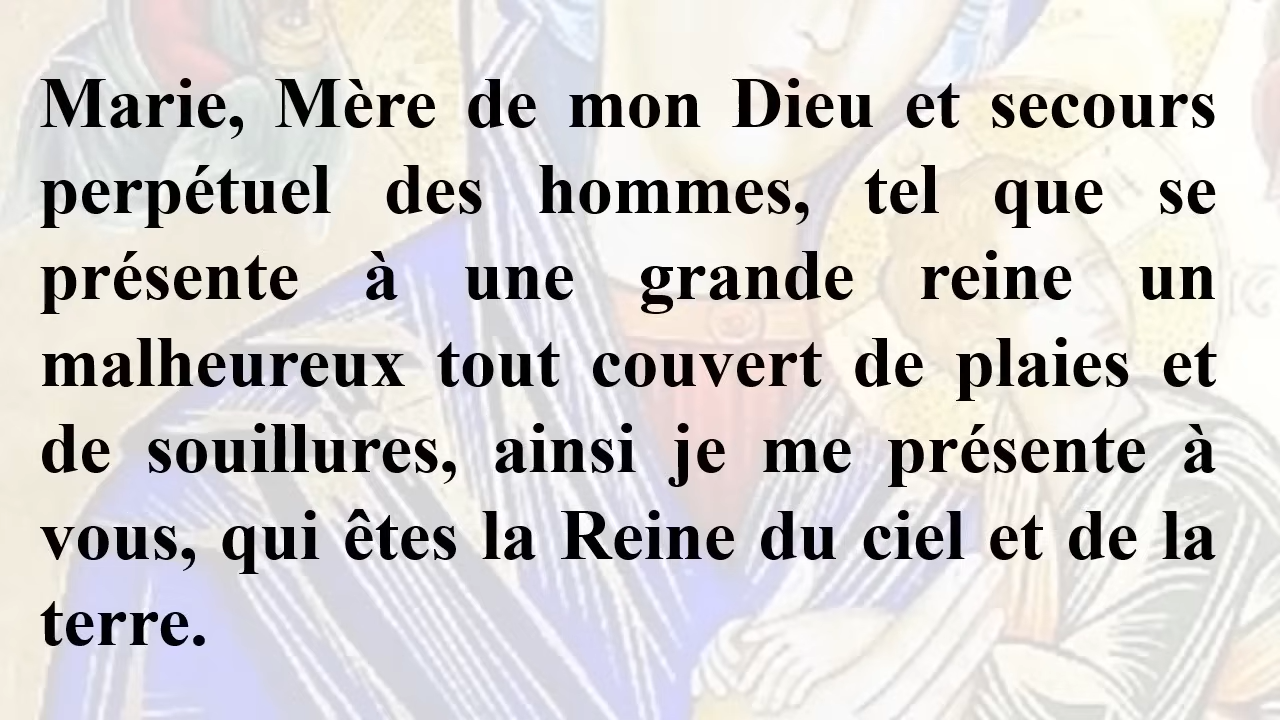 Marie, Mère de mon Dieu et secours
perpétuel des hommes, tel que se
présente à une grande reine un
malheureux tout couvert de plaies et
de souillures, ainsi je me présente à
vous, qui êtes la Reine du ciel et de la
terre.